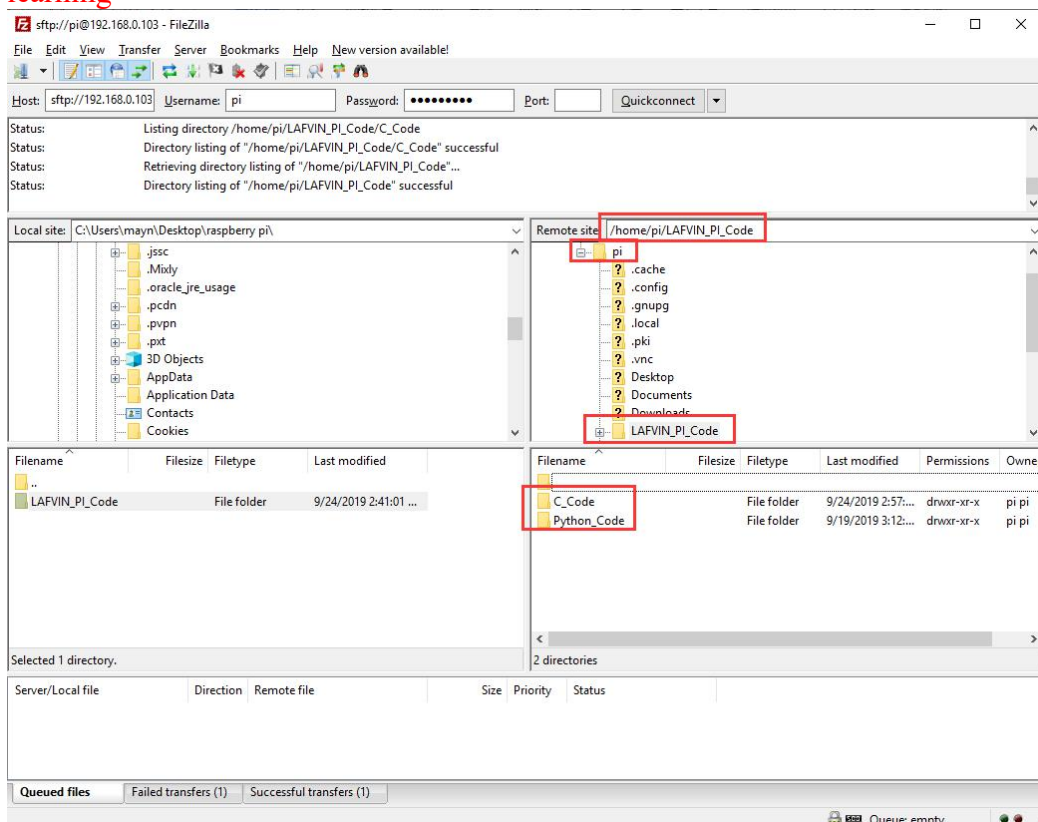 learning
sftp://pi@192.168.0.103 - FileZilla
File Edit View Transfer Server Bookmarks Help New version available!
Host: sftp://192.168.0.103 Username: pi Password: ●●●●●●●●● Port: Quickconnect
Status: Listing directory /home/pi/LAFVIN_PI_Code/C_Code
Status: Directory listing of "/home/pi/LAFVIN_PI_Code/C_Code" successful
Status: Retrieving directory listing of "/home/pi/LAFVIN_PI_Code"...
Status: Directory listing of "/home/pi/LAFVIN_PI_Code" successful
Local site: C:\Users\mayn\Desktop\raspberry pi\
.jssc
.Mixly
.oracle_jre_usage
.pcdn
.pvpn
.pxt
3D Objects
AppData
Application Data
Contacts
Cookies
Remote site /home/pi/LAFVIN_PI_Code
pi
? .cache
? .config
? .gnupg
? .local
? .pki
? .vnc
? Desktop
? Documents
? Downloads
LAFVIN_PI_Code
Filename Filesize Filetype Last modified
..
LAFVIN_PI_Code File folder 9/24/2019 2:41:01 ...
Selected 1 directory.
Filename Filesize Filetype Last modified Permissions Owne
C_Code File folder 9/24/2019 2:57:... drwxr-xr-x pi pi
Python_Code File folder 9/19/2019 3:12:... drwxr-xr-x pi pi
2 directories
Server/Local file Direction Remote file Size Priority Status
Queued files Failed transfers (1) Successful transfers (1)
Queue: empty